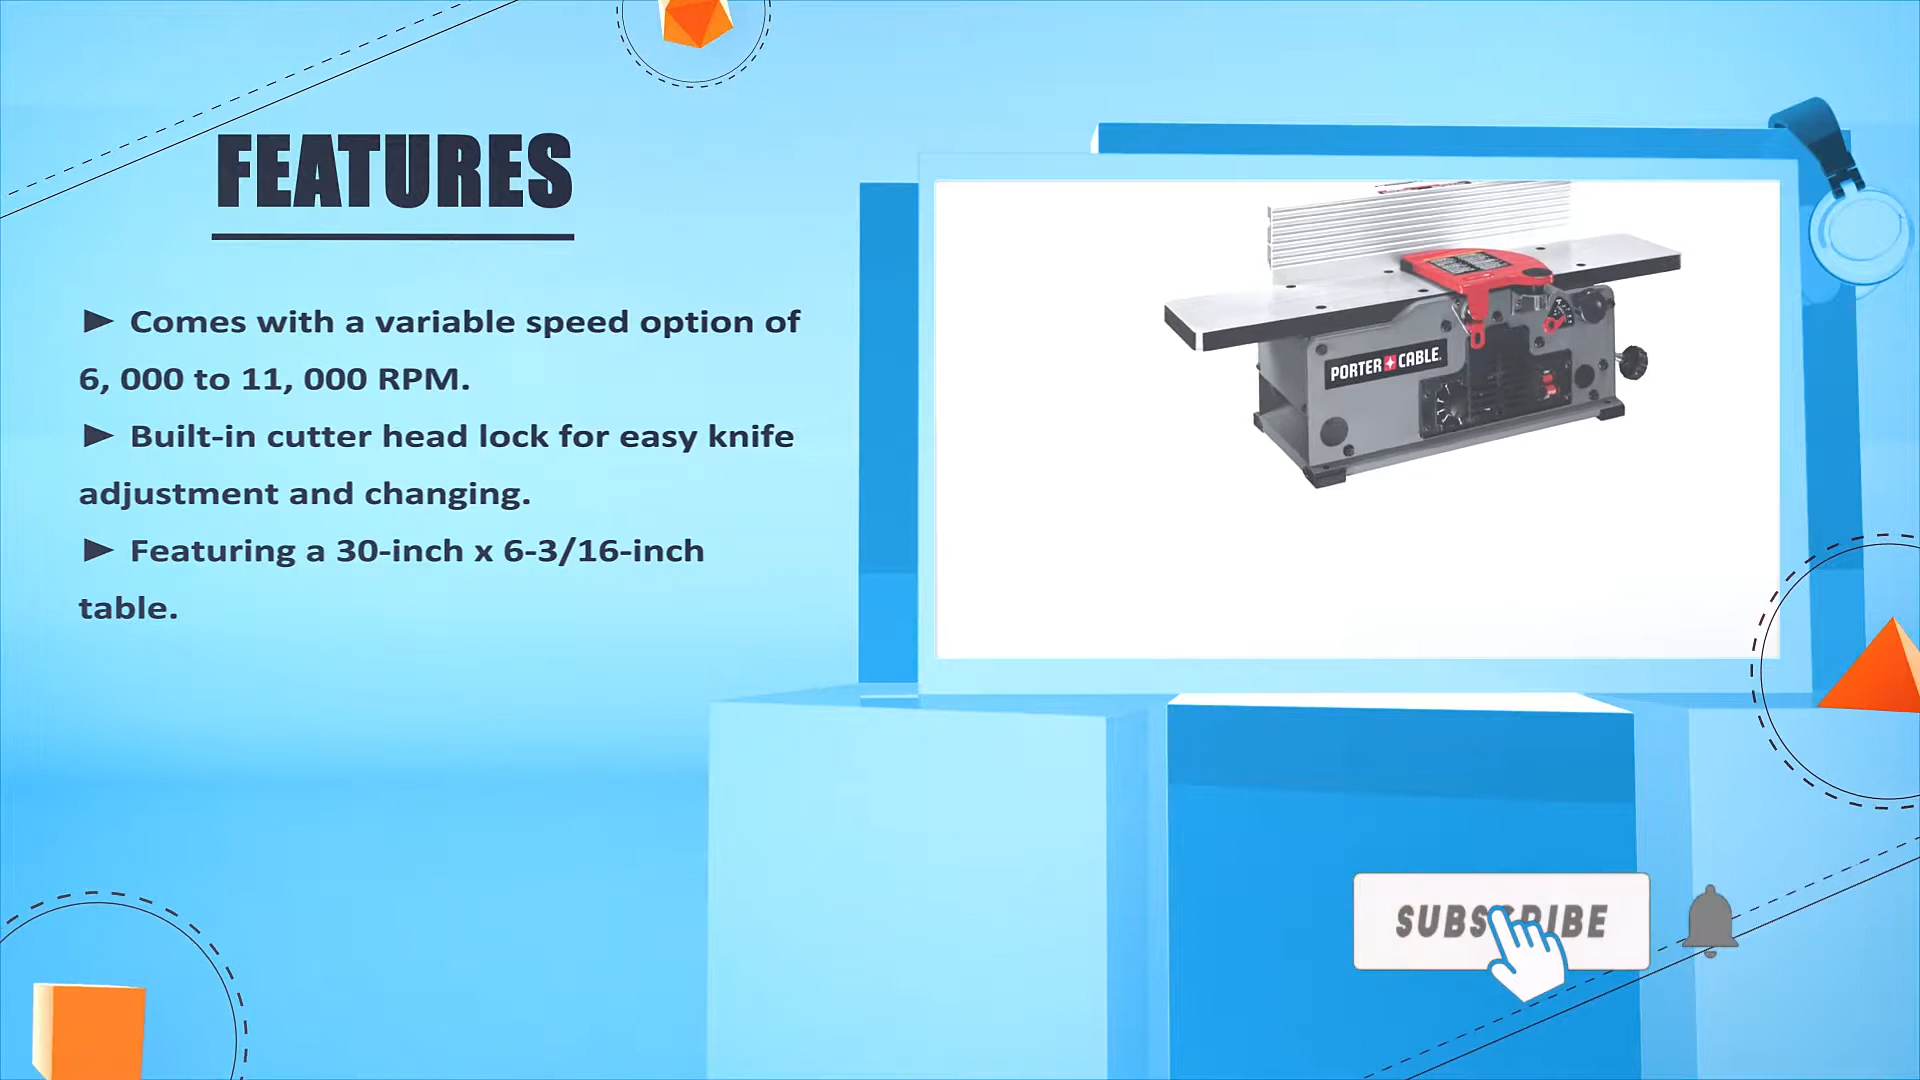 FEATURES
► Comes with a variable speed option of
6, 000 to 11, 000 RPM.
► Built-in cutter head lock for easy knife
adjustment and changing.
► Featuring a 30-inch x 6-3/16-inch
table.
PORTER+CABLE
SUBSCRIBE